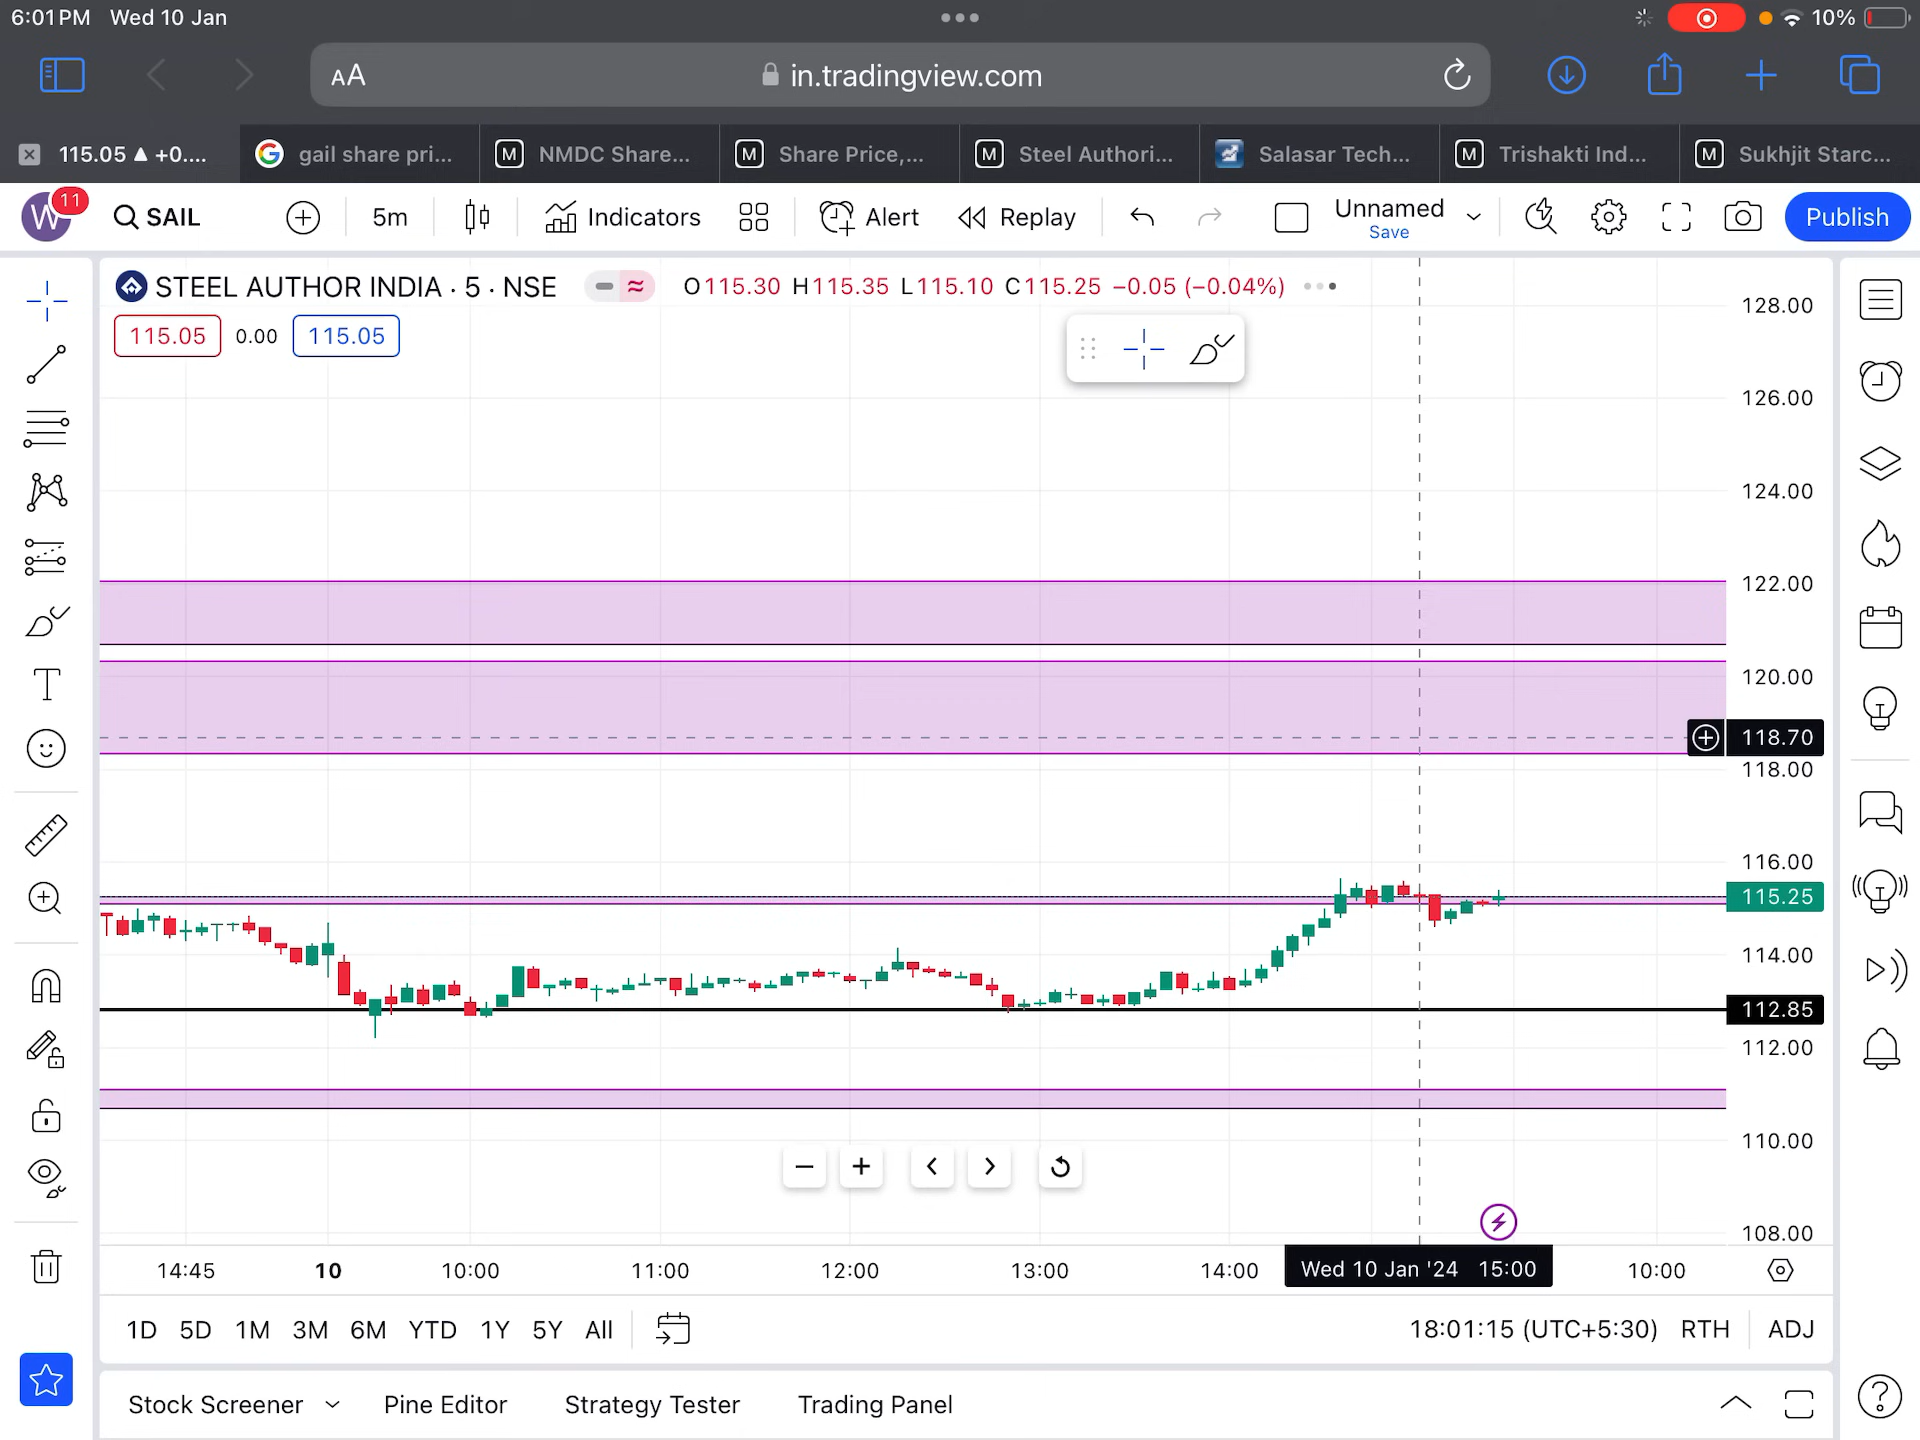 6:01 PM Wed 10 Jan
10%
AA in.tradingview.com
115.05 ▲ +0....
gail share pri...
M NMDC Share...
M Share Price,...
M Steel Authori...
Salasar Tech...
M Trishakti Ind...
M Sukhjit Starc...
W 11 SAIL 5m Indicators Alert Replay Unnamed Publish
Save
STEEL AUTHOR INDIA · 5 · NSE O115.30 H115.35 L115.10 C115.25 −0.05 (−0.04%)
115.05 0.00 115.05
128.00
126.00
124.00
122.00
120.00
118.70
118.00
116.00
115.25
114.00
112.85
112.00
110.00
108.00
14:45 10 10:00 11:00 12:00 13:00 14:00 Wed 10 Jan '24 15:00 10:00
1D 5D 1M 3M 6M YTD 1Y 5Y All 18:01:15 (UTC+5:30) RTH ADJ
Stock Screener Pine Editor Strategy Tester Trading Panel